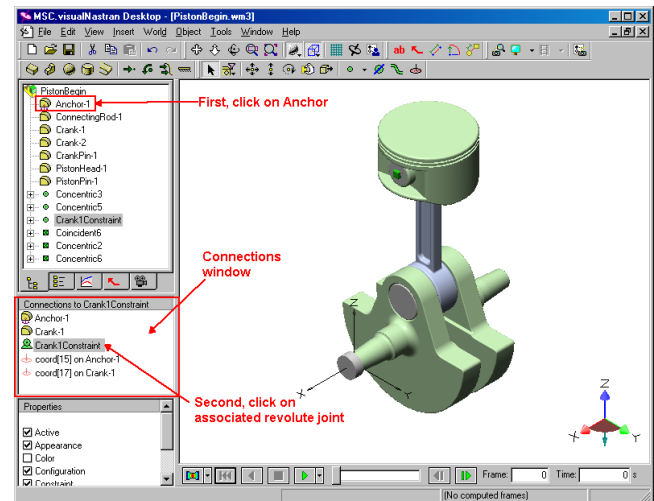 MSC.visualNastran Desktop - [PistonBegin.wm3]
File Edit View Insert World Object Tools Window Help
PistonBegin
Anchor-1
First, click on Anchor
ConnectingRod-1
Crank-1
Crank-2
CrankPin-1
PistonHead-1
PistonPin-1
Concentric3
Concentric5
Crank1Constraint
Coincident6
Concentric2
Concentric6
Connections
window
Connections to Crank1Constraint
Anchor-1
Crank-1
Crank1Constraint
coord[15] on Anchor-1
coord[17] on Crank-1
Second, click on
associated revolute joint
Z
X
Y
Z
X
Y
Properties
Active
Appearance
Color
Configuration
Constraint
Frame: 0 Time: 0 s
(No computed frames)